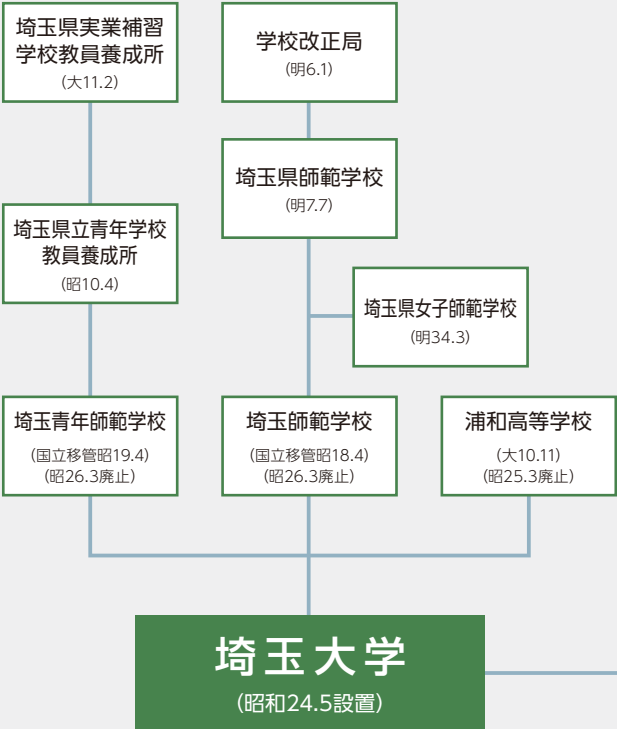 埼玉県実業補習
学校教員養成所
(大11.2)
学校改正局
(明6.1)
埼玉県師範学校
(明7.7)
埼玉県立青年学校
教員養成所
(昭10.4)
埼玉県女子師範学校
(明34.3)
埼玉青年師範学校
(国立移管昭19.4)
(昭26.3廃止)
埼玉師範学校
(国立移管昭18.4)
(昭26.3廃止)
浦和高等学校
(大10.11)
(昭25.3廃止)
埼玉大学
(昭和24.5設置)